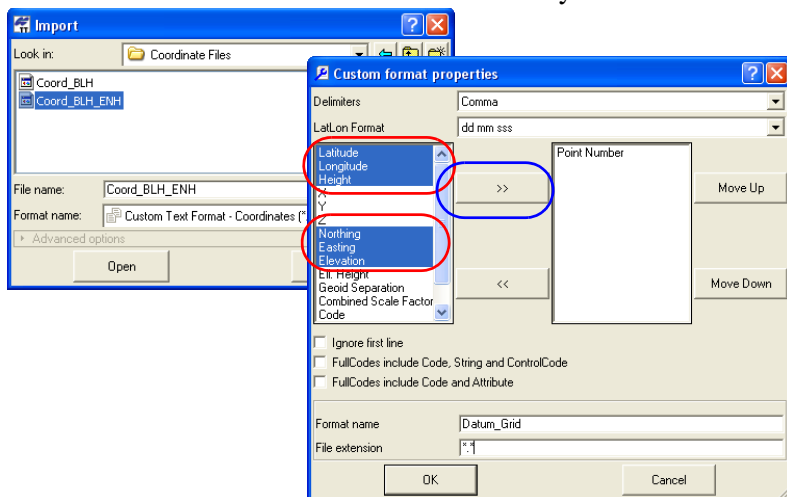 Import
Look in: Coordinate Files
Coord_BLH
Coord_BLH_ENH
File name: Coord_BLH_ENH
Format name: Custom Text Format - Coordinates (*.
Advanced options
Open
Custom format properties
Delimiters Comma
LatLon Format dd mm sss
Latitude
Longitude
Height
X
Y
Z
Northing
Easting
Elevation
Ell. Height
Geoid Separation
Combined Scale Factor
Code
>>
<<
Point Number
Move Up
Move Down
Ignore first line
FullCodes include Code, String and ControlCode
FullCodes include Code and Attribute
Format name Datum_Grid
File extension *.*
OK
Cancel